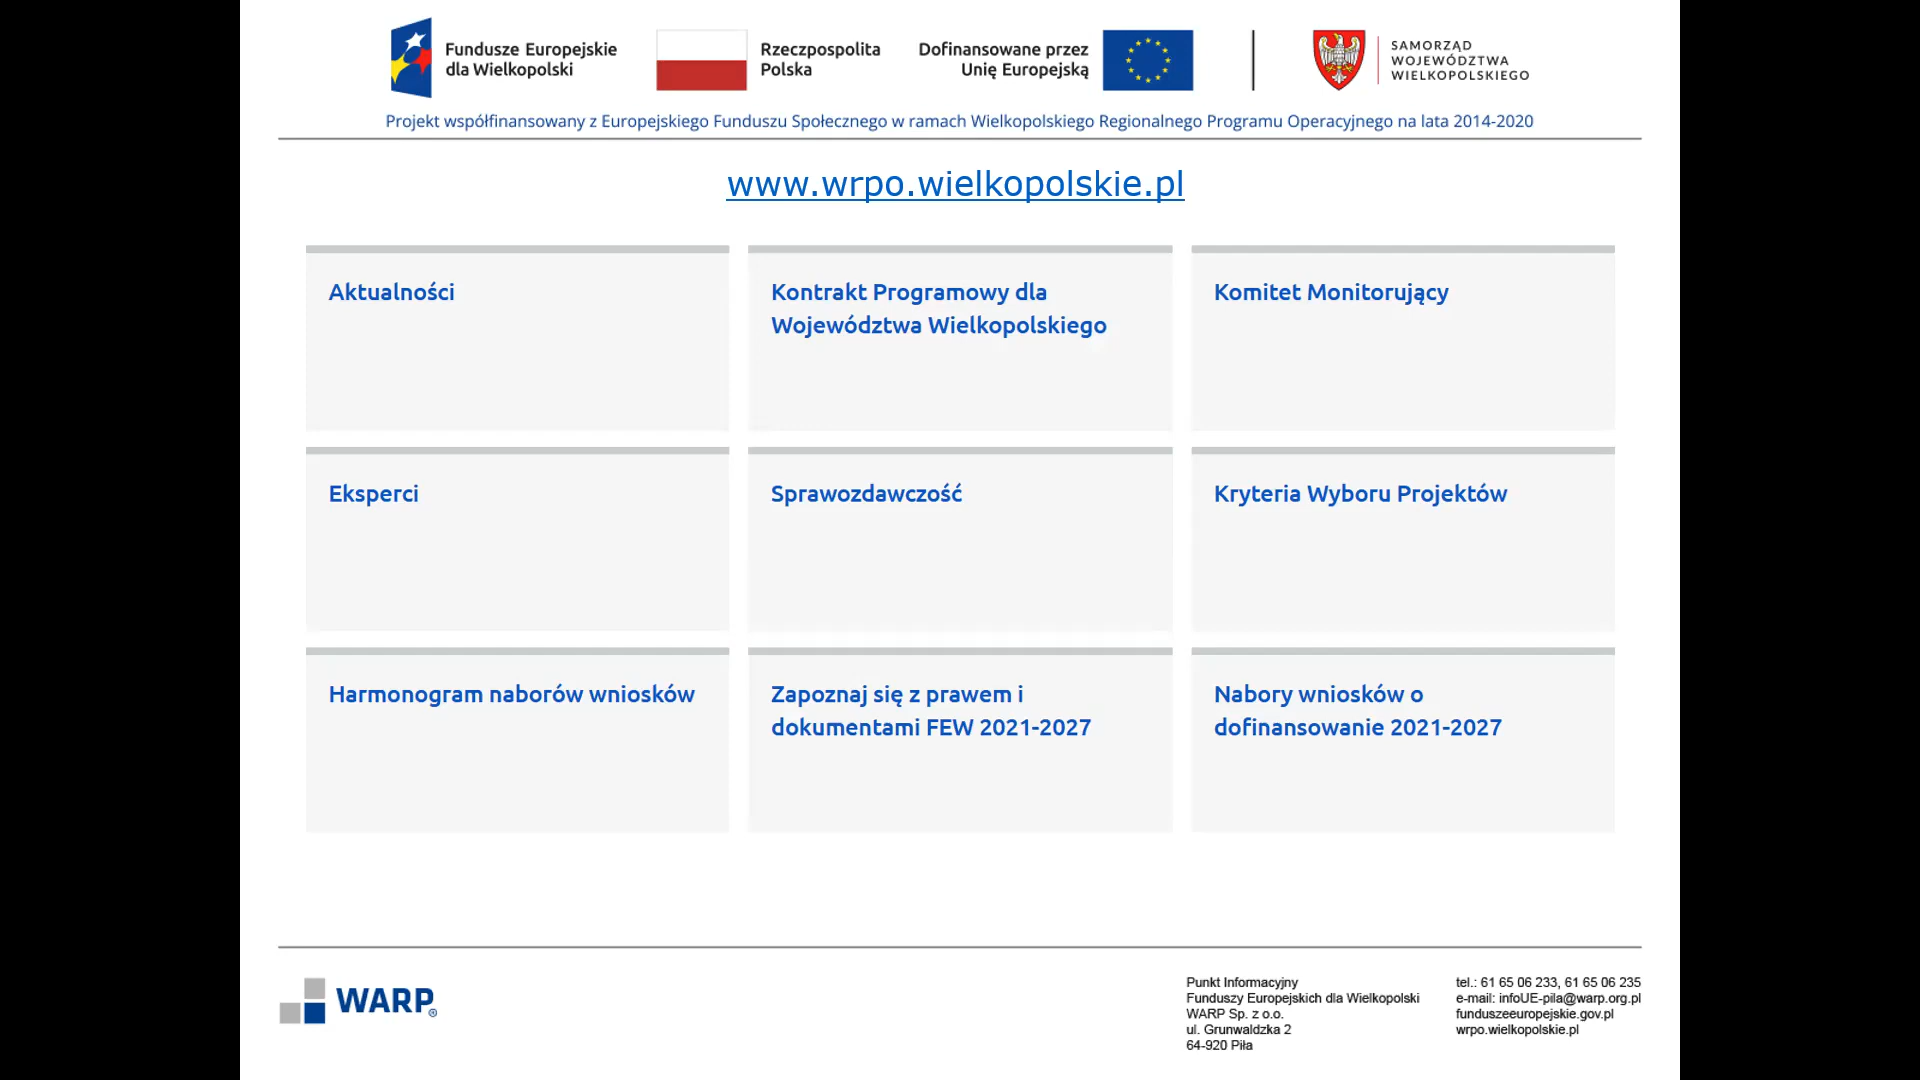 Fundusze Europejskie
dla Wielkopolski
Rzeczpospolita
Polska
Dofinansowane przez
Unię Europejską
SAMORZĄD
WOJEWÓDZTWA
WIELKOPOLSKIEGO
Projekt współfinansowany z Europejskiego Funduszu Społecznego w ramach Wielkopolskiego Regionalnego Programu Operacyjnego na lata 2014-2020
www.wrpo.wielkopolskie.pl
Aktualności
Kontrakt Programowy dla
Województwa Wielkopolskiego
Komitet Monitorujący
Eksperci
Sprawozdawczość
Kryteria Wyboru Projektów
Harmonogram naborów wniosków
Zapoznaj się z prawem i
dokumentami FEW 2021-2027
Nabory wniosków o
dofinansowanie 2021-2027
WARP®
Punkt Informacyjny
Funduszy Europejskich dla Wielkopolski
WARP Sp. z o.o.
ul. Grunwaldzka 2
64-920 Piła
tel.: 61 65 06 233, 61 65 06 235
e-mail: infoUE-pila@warp.org.pl
funduszeeuropejskie.gov.pl
wrpo.wielkopolskie.pl